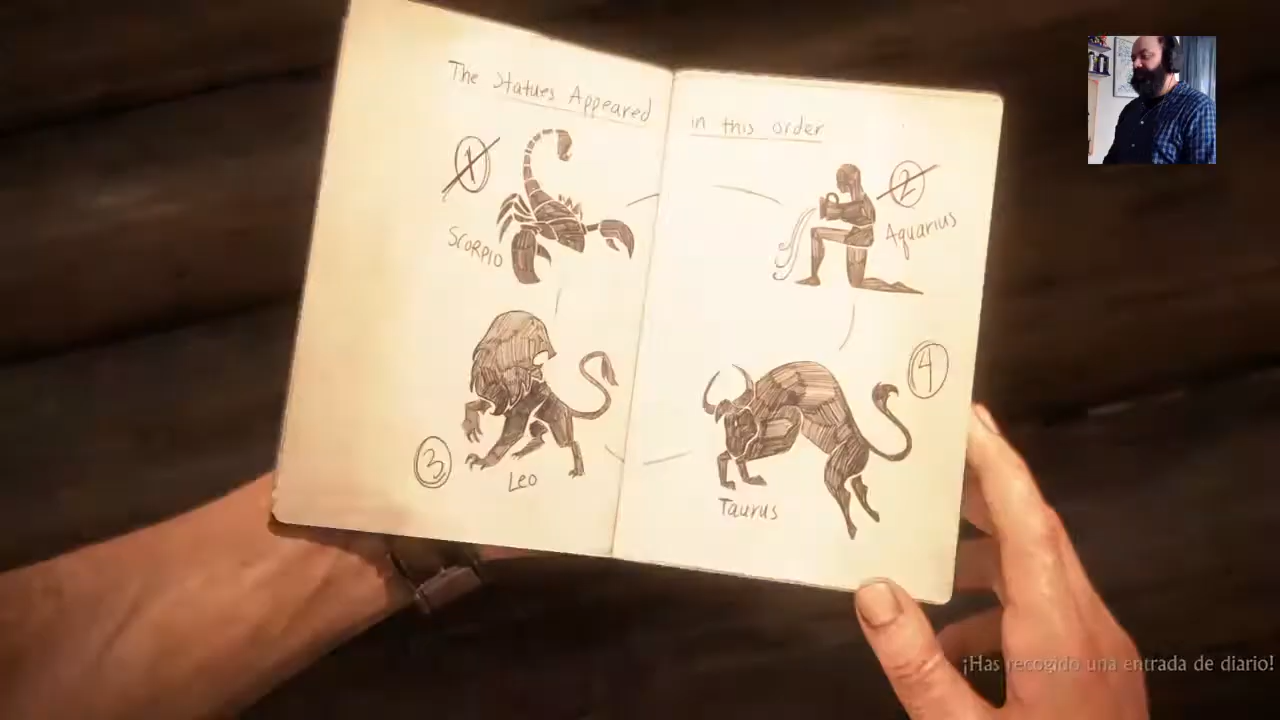 The Statues Appeared
in this order
1
2
SCORPIO
Aquarius
3
4
Leo
Taurus
¡Has recogido una entrada de diario!